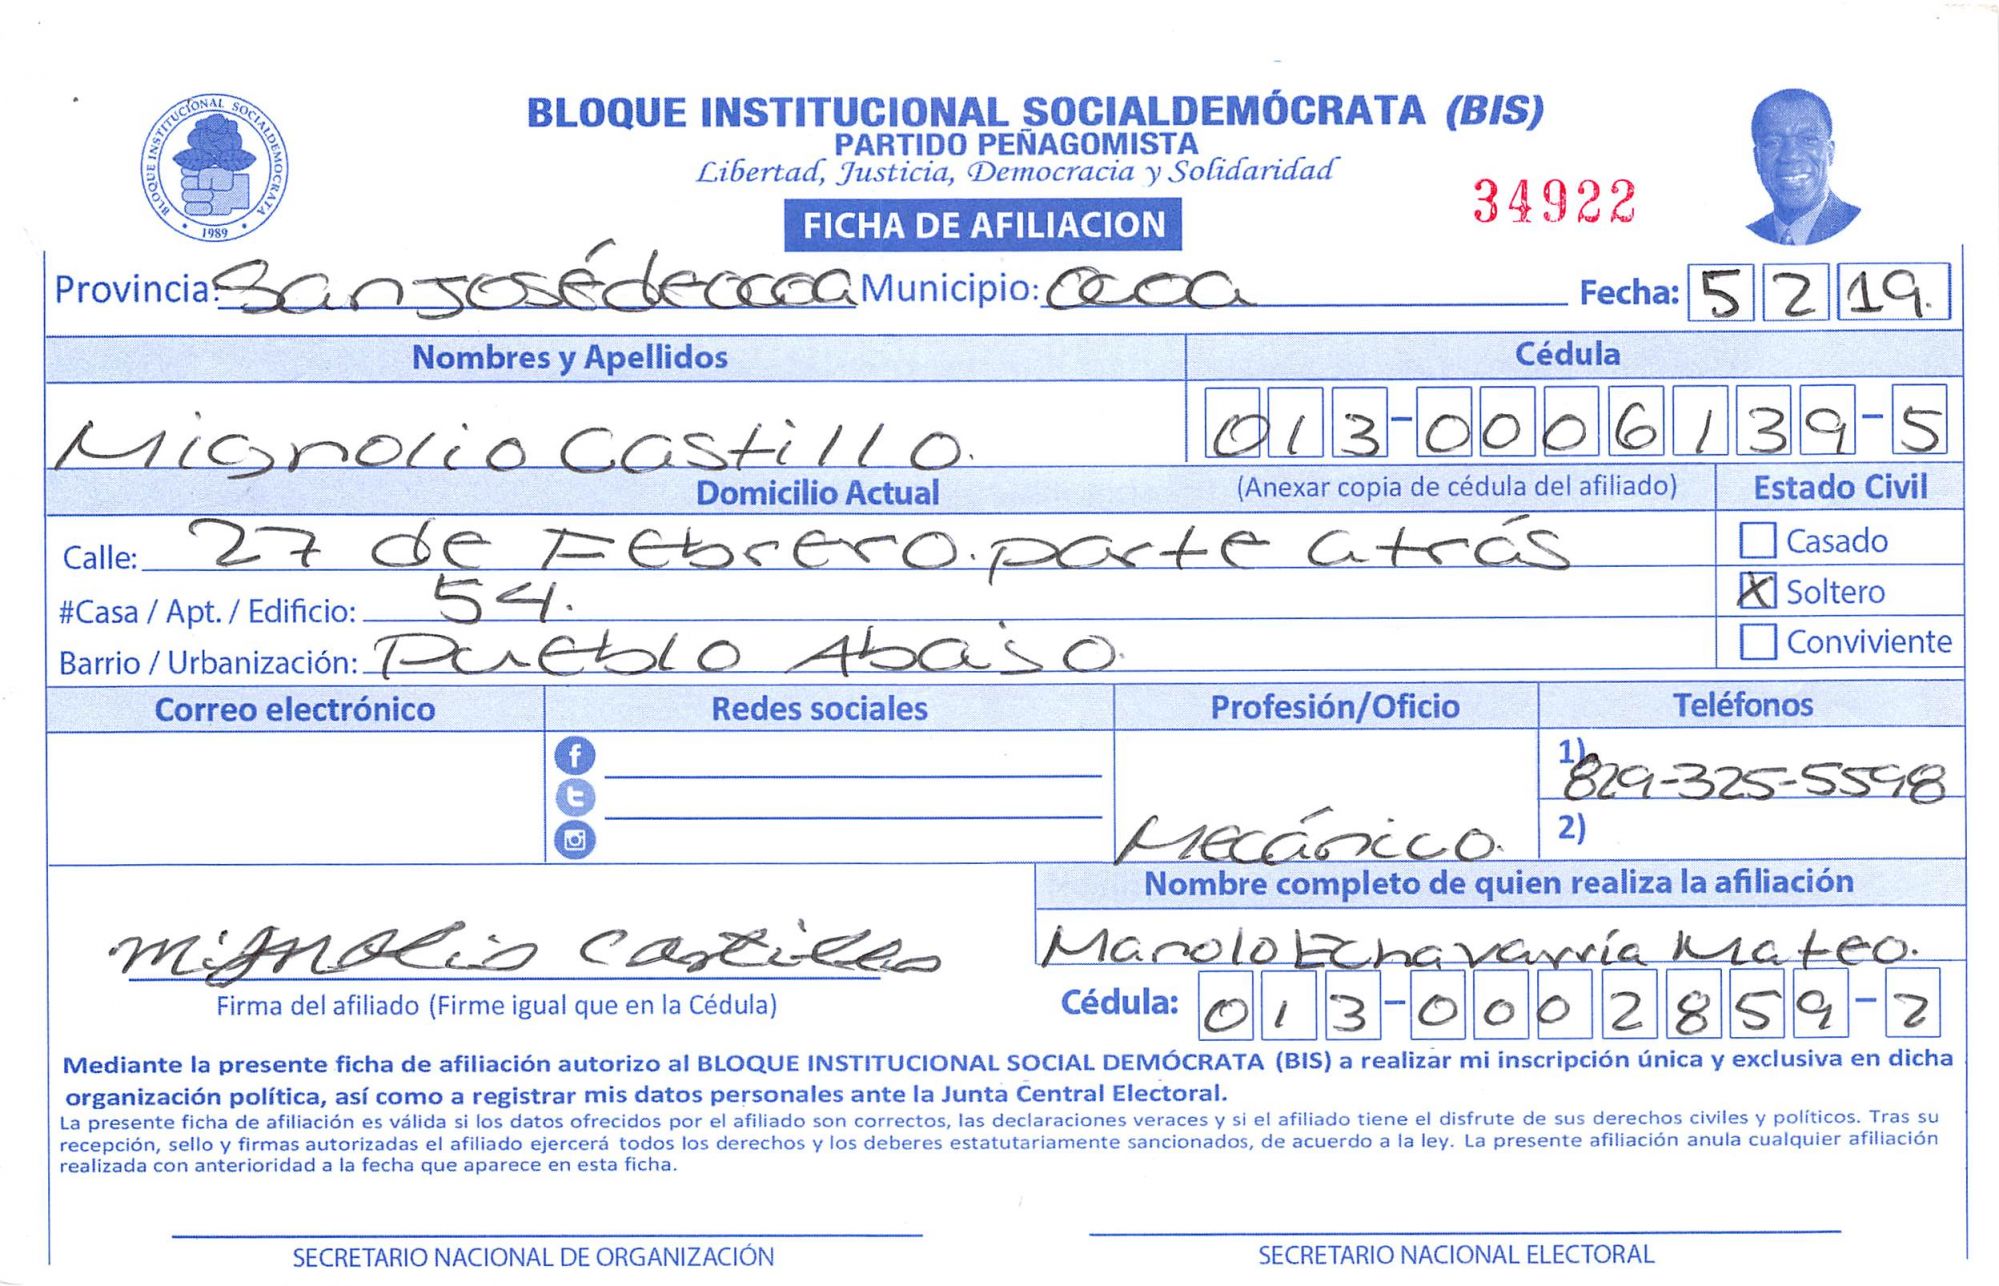 BLOQUE INSTITUCIONAL SOCIALDEMOCRATA
1989
BLOQUE INSTITUCIONAL SOCIALDEMÓCRATA (BIS)
PARTIDO PEÑAGOMISTA
Libertad, Justicia, Democracia y Solidaridad
34922
FICHA DE AFILIACION
Provincia: San José de ocoa Municipio: ocoa Fecha: 5 2 19.
Nombres y Apellidos Cédula
Mignolio Castillo. 013-0006139-5
Domicilio Actual (Anexar copia de cédula del afiliado) Estado Civil
Calle: 27 de Febrero. parte atrás Casado
#Casa / Apt. / Edificio: 54. X Soltero
Barrio / Urbanización: Pueblo Abajo. Conviviente
Correo electrónico Redes sociales Profesión/Oficio Teléfonos
1) 829-325-5598
Mecánico. 2)
Nombre completo de quien realiza la afiliación
Mignolio Castillo Manolo Echavarría Mateo.
Firma del afiliado (Firme igual que en la Cédula) Cédula: 013-0002859-2
Mediante la presente ficha de afiliación autorizo al BLOQUE INSTITUCIONAL SOCIAL DEMÓCRATA (BIS) a realizar mi inscripción única y exclusiva en dicha
organización política, así como a registrar mis datos personales ante la Junta Central Electoral.
La presente ficha de afiliación es válida si los datos ofrecidos por el afiliado son correctos, las declaraciones veraces y si el afiliado tiene el disfrute de sus derechos civiles y políticos. Tras su
recepción, sello y firmas autorizadas el afiliado ejercerá todos los derechos y los deberes estatutariamente sancionados, de acuerdo a la ley. La presente afiliación anula cualquier afiliación
realizada con anterioridad a la fecha que aparece en esta ficha.
SECRETARIO NACIONAL DE ORGANIZACIÓN SECRETARIO NACIONAL ELECTORAL